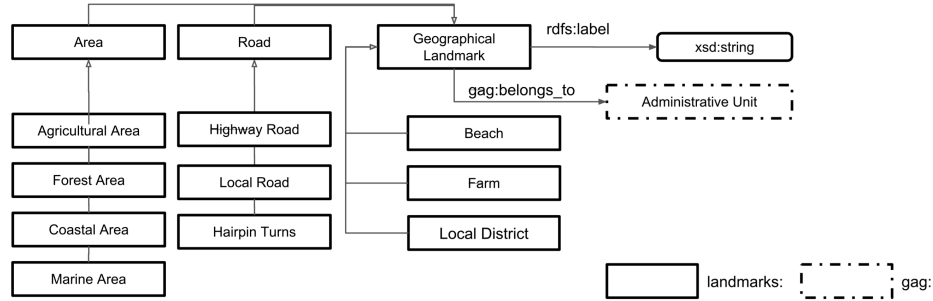 Area
Road
Geographical
Landmark
rdfs:label
xsd:string
gag:belongs_to
Administrative Unit
Agricultural Area
Highway Road
Beach
Forest Area
Local Road
Farm
Coastal Area
Hairpin Turns
Local District
Marine Area
landmarks:
gag: